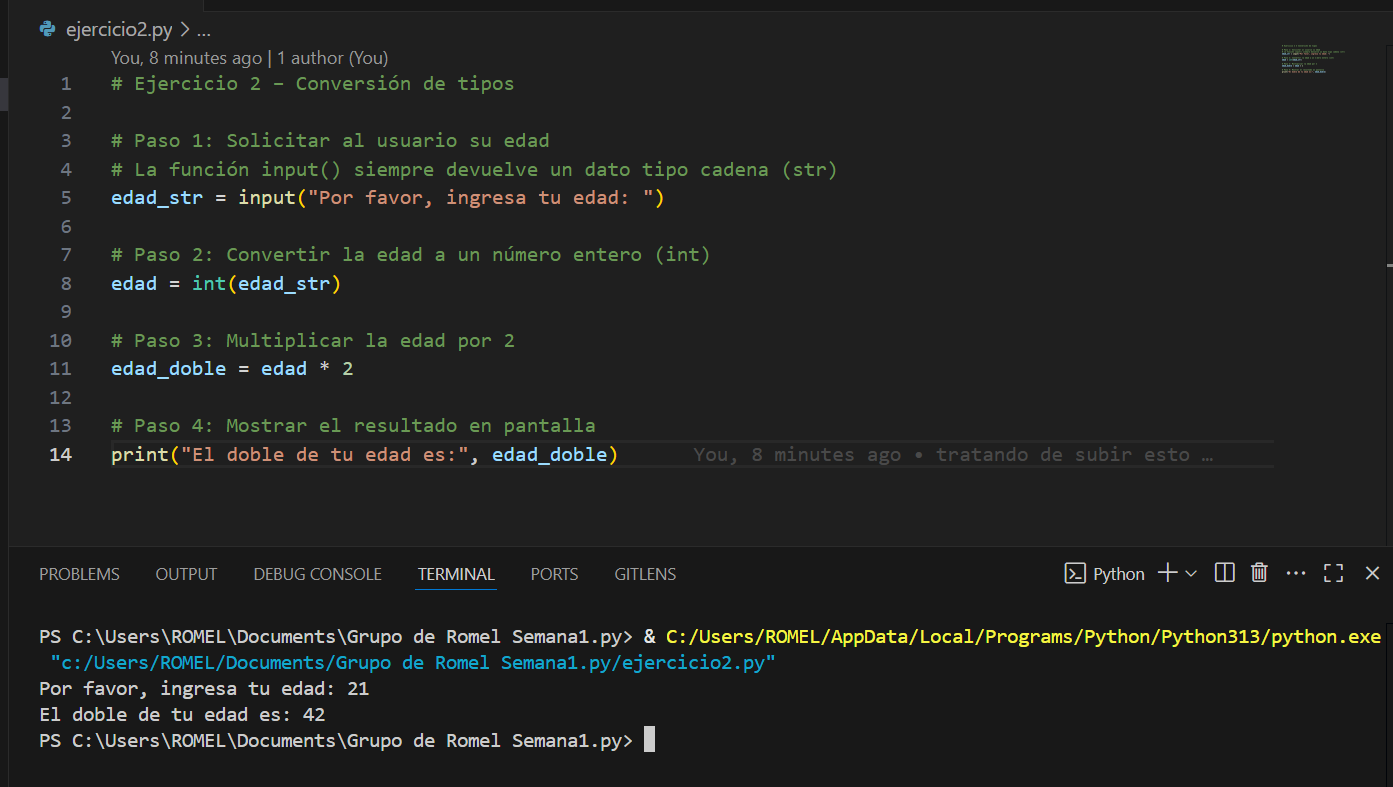 ejercicio2.py > ...
You, 8 minutes ago | 1 author (You)
1 # Ejercicio 2 – Conversión de tipos
2
3 # Paso 1: Solicitar al usuario su edad
4 # La función input() siempre devuelve un dato tipo cadena (str)
5 edad_str = input("Por favor, ingresa tu edad: ")
6
7 # Paso 2: Convertir la edad a un número entero (int)
8 edad = int(edad_str)
9
10 # Paso 3: Multiplicar la edad por 2
11 edad_doble = edad * 2
12
13 # Paso 4: Mostrar el resultado en pantalla
14 print("El doble de tu edad es:", edad_doble) You, 8 minutes ago • tratando de subir esto …
PROBLEMS OUTPUT DEBUG CONSOLE TERMINAL PORTS GITLENS Python
PS C:\Users\ROMEL\Documents\Grupo de Romel Semana1.py> & C:/Users/ROMEL/AppData/Local/Programs/Python/Python313/python.exe
"c:/Users/ROMEL/Documents/Grupo de Romel Semana1.py/ejercicio2.py"
Por favor, ingresa tu edad: 21
El doble de tu edad es: 42
PS C:\Users\ROMEL\Documents\Grupo de Romel Semana1.py>